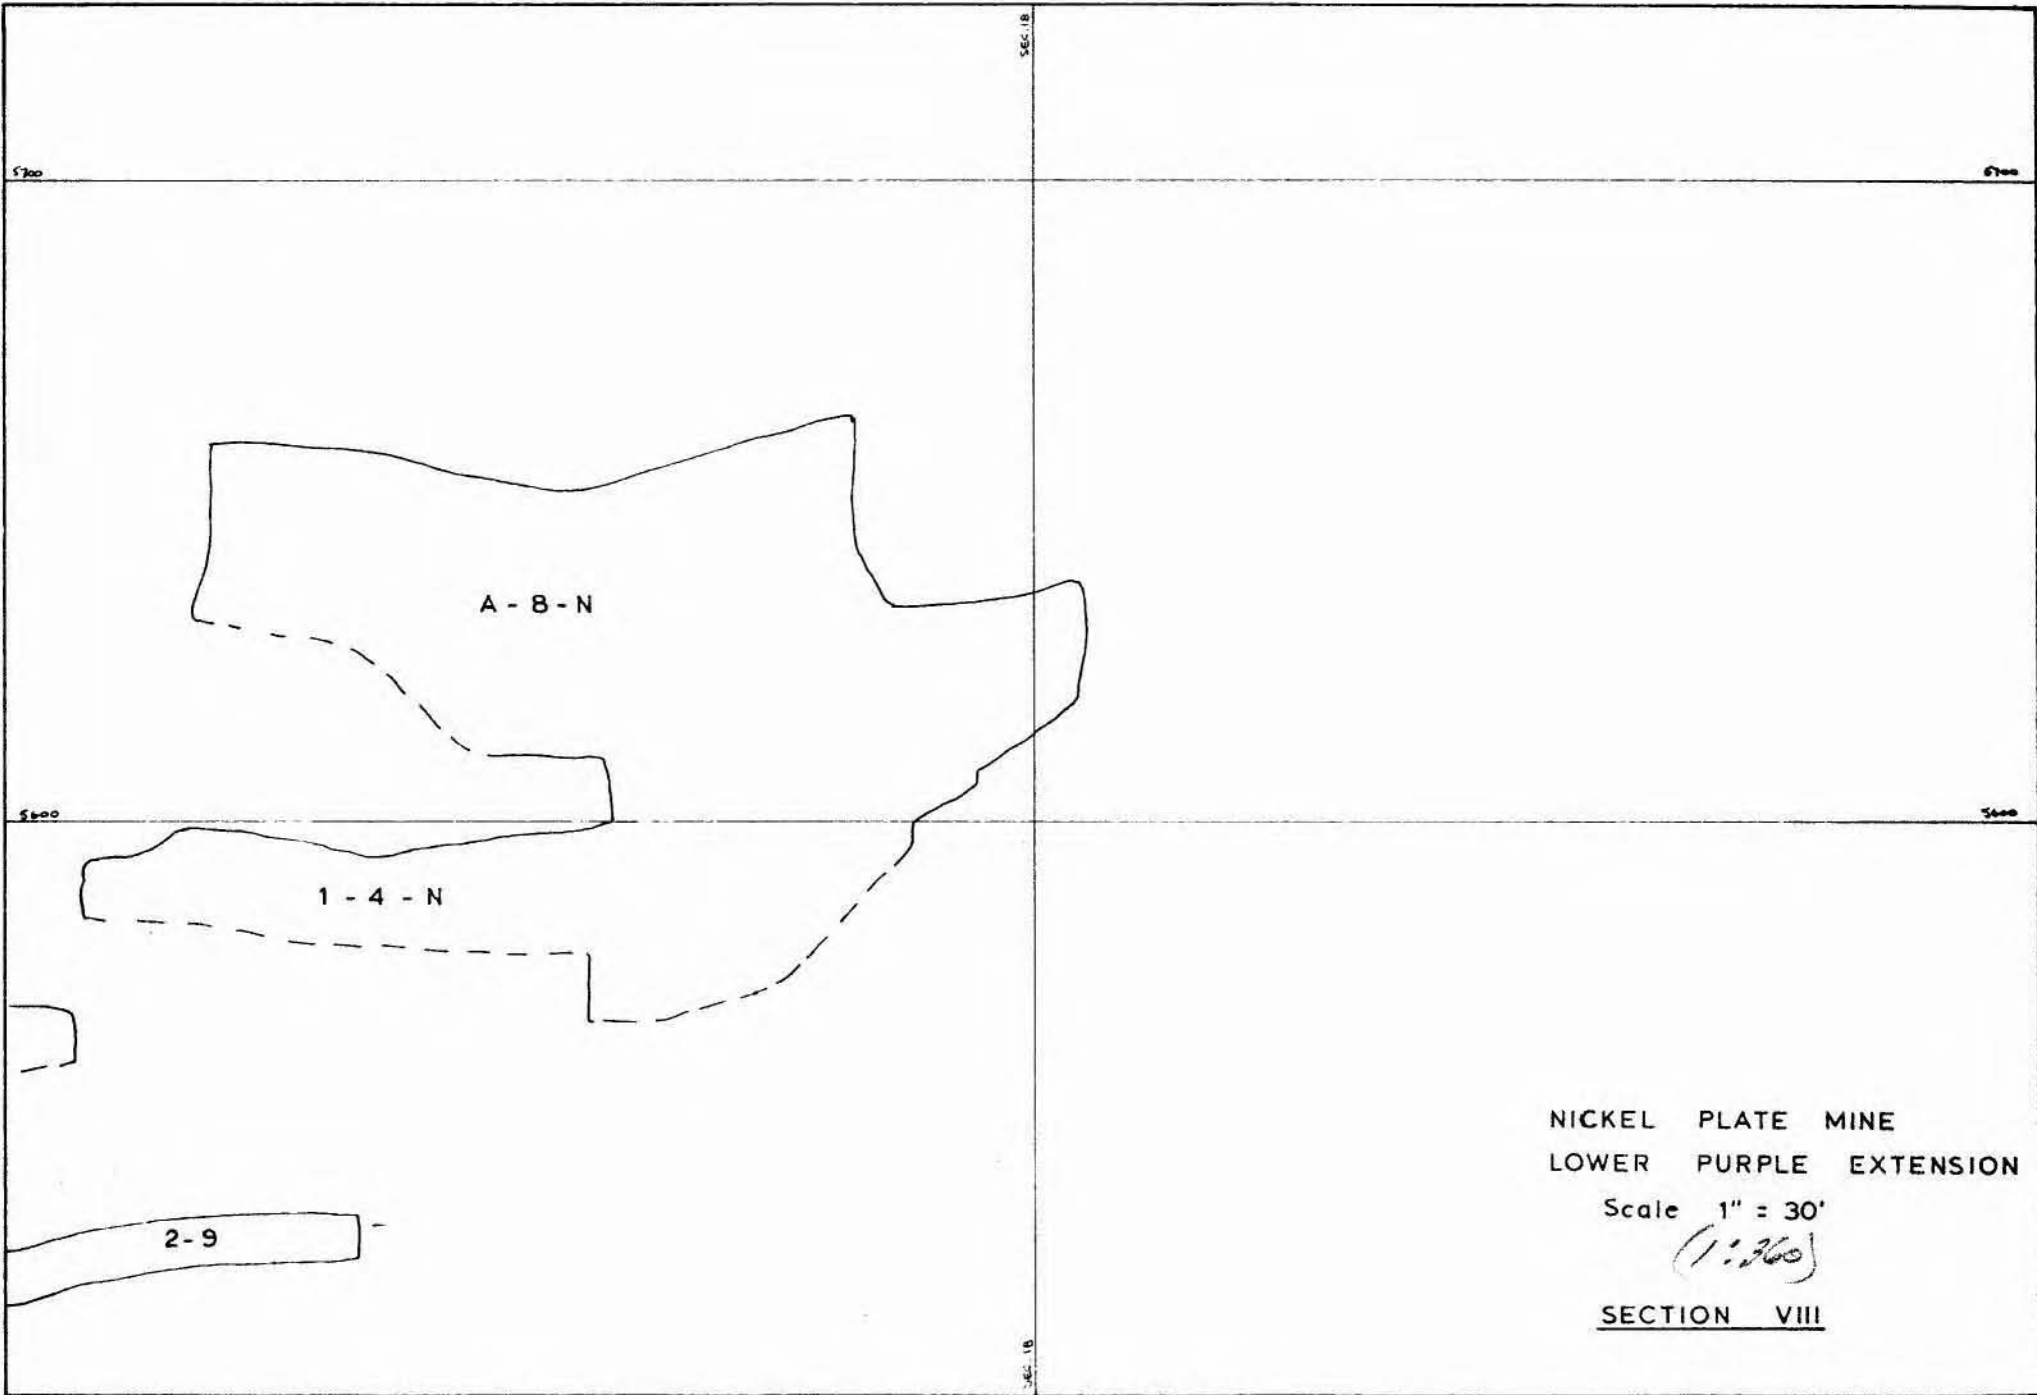 SEC. 18
5700
5700
A - 8 - N
5600
5600
1 - 4 - N
2-9
NICKEL PLATE MINE
LOWER PURPLE EXTENSION
Scale 1" = 30'
(1:360)
SECTION VIII
SEC. 18